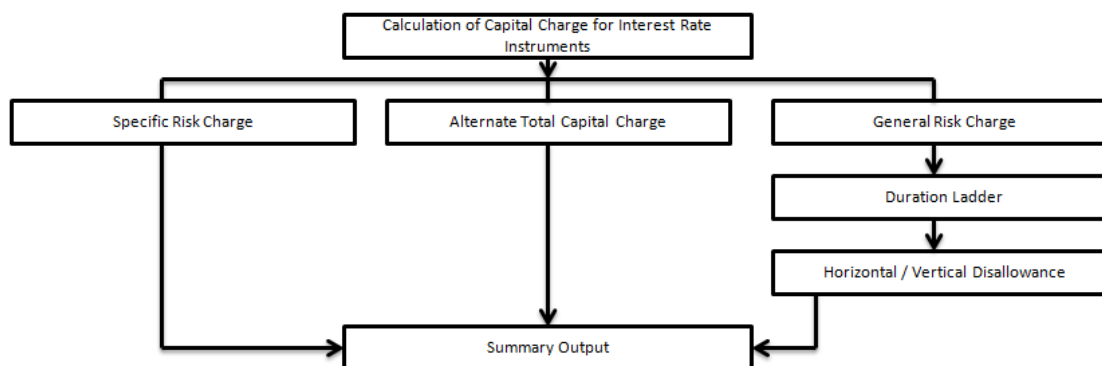 Calculation of Capital Charge for Interest Rate
Instruments
Specific Risk Charge
Alternate Total Capital Charge
General Risk Charge
Duration Ladder
Horizontal / Vertical Disallowance
Summary Output